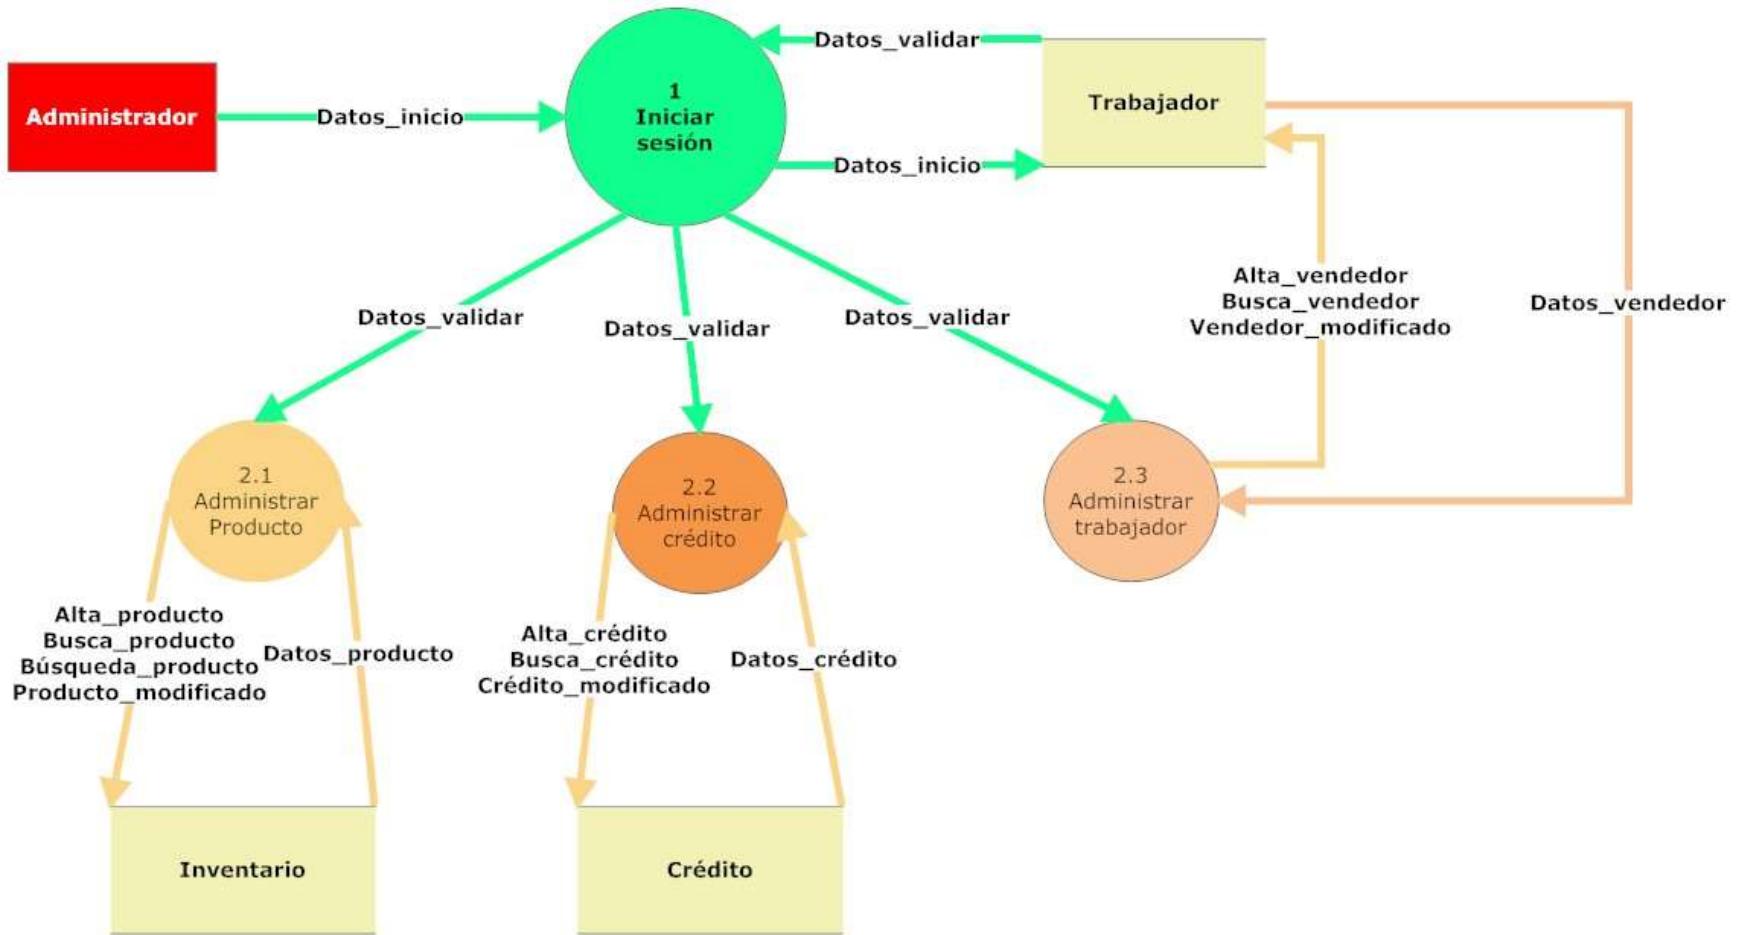 Datos_validar
Administrador
Datos_inicio
1
Iniciar
sesión
Trabajador
Datos_inicio
Alta_vendedor
Busca_vendedor
Vendedor_modificado
Datos_vendedor
Datos_validar
Datos_validar
Datos_validar
2.1
Administrar
Producto
2.2
Administrar
crédito
2.3
Administrar
trabajador
Alta_producto
Busca_producto
Búsqueda_producto
Producto_modificado
Datos_producto
Alta_crédito
Busca_crédito
Crédito_modificado
Datos_crédito
Inventario
Crédito